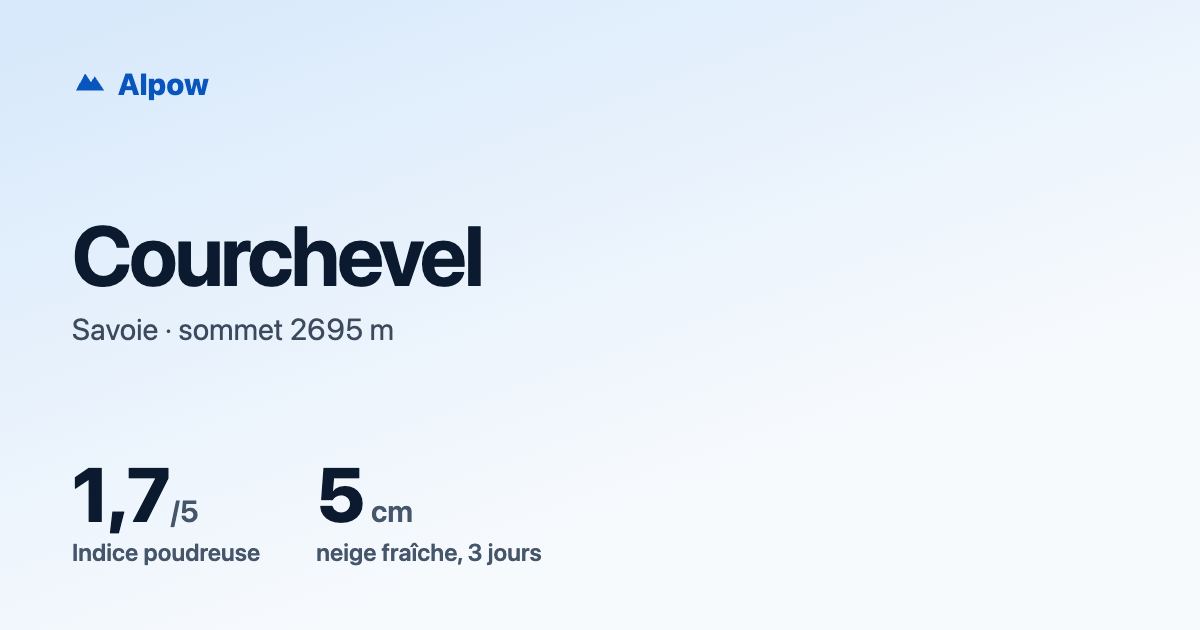 Alpow
Courchevel
Savoie · sommet 2695 m
1,7/5
Indice poudreuse
5 cm
neige fraîche, 3 jours